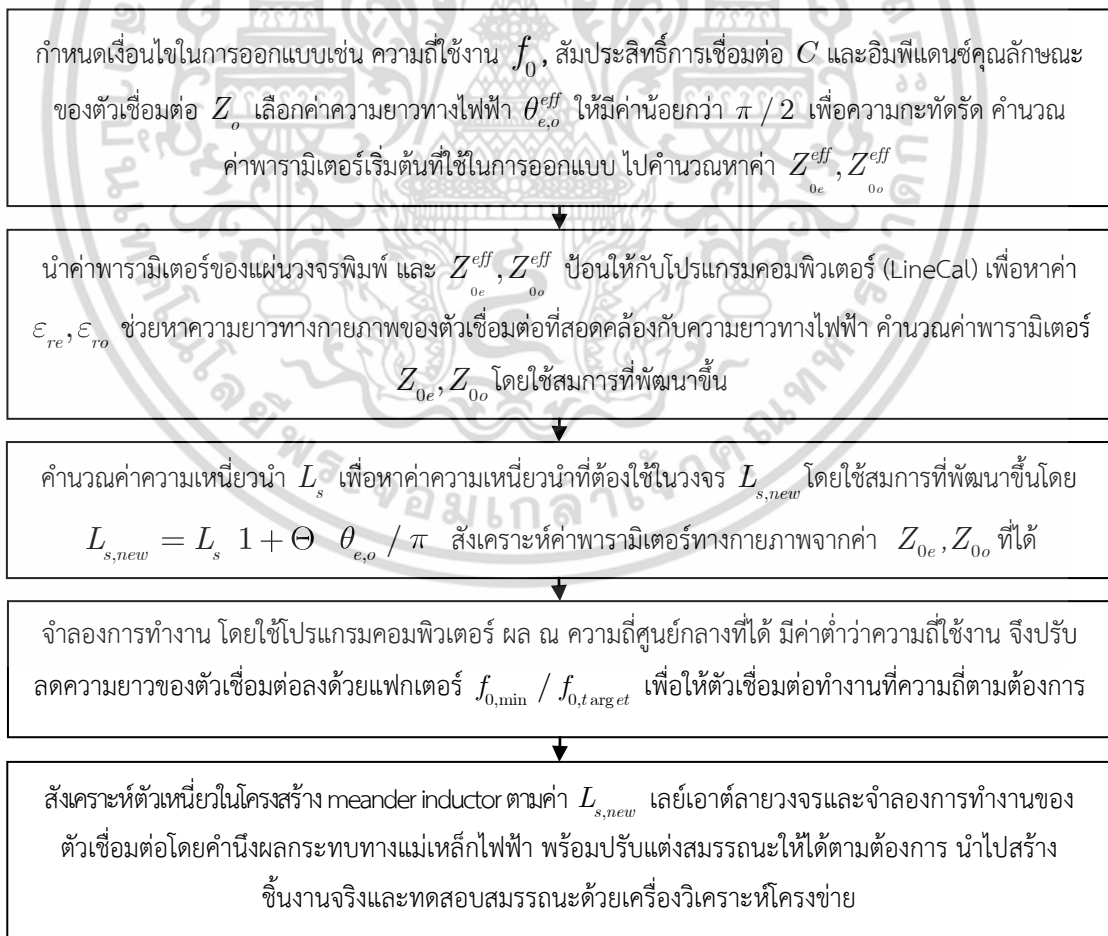 กำหนดเงื่อนไขในการออกแบบเช่น ความถี่ใช้งาน f_0, สัมประสิทธิ์การเชื่อมต่อ C และอิมพีแดนซ์คุณลักษณะ
ของตัวเชื่อมต่อ Z_o เลือกค่าความยาวทางไฟฟ้า θ_{e,o}^{eff} ให้มีค่าน้อยกว่า π / 2 เพื่อความกะทัดรัด คำนวณ
ค่าพารามิเตอร์เริ่มต้นที่ใช้ในการออกแบบ ไปคำนวณหาค่า Z_{0e}^{eff}, Z_{0o}^{eff}
นำค่าพารามิเตอร์ของแผ่นวงจรพิมพ์ และ Z_{0e}^{eff}, Z_{0o}^{eff} ป้อนให้กับโปรแกรมคอมพิวเตอร์ (LineCal) เพื่อหาค่า
ε_{re}, ε_{ro} ช่วยหาความยาวทางกายภาพของตัวเชื่อมต่อที่สอดคล้องกับความยาวทางไฟฟ้า คำนวณค่าพารามิเตอร์
Z_{0e}, Z_{0o} โดยใช้สมการที่พัฒนาขึ้น
คำนวณค่าความเหนี่ยวนำ L_s เพื่อหาค่าความเหนี่ยวนำที่ต้องใช้ในวงจร L_{s,new} โดยใช้สมการที่พัฒนาขึ้นโดย
L_{s,new} = L_s 1 + Θ θ_{e,o} / π สังเคราะห์ค่าพารามิเตอร์ทางกายภาพจากค่า Z_{0e}, Z_{0o} ที่ได้
จำลองการทำงาน โดยใช้โปรแกรมคอมพิวเตอร์ ผล ณ ความถี่ศูนย์กลางที่ได้ มีค่าต่ำว่าความถี่ใช้งาน จึงปรับ
ลดความยาวของตัวเชื่อมต่อลงด้วยแฟกเตอร์ f_{0,min} / f_{0,target} เพื่อให้ตัวเชื่อมต่อทำงานที่ความถี่ตามต้องการ
สังเคราะห์ตัวเหนี่ยวในโครงสร้าง meander inductor ตามค่า L_{s,new} เลย์เอาต์ลายวงจรและจำลองการทำงานของ
ตัวเชื่อมต่อโดยคำนึงผลกระทบทางแม่เหล็กไฟฟ้า พร้อมปรับแต่งสมรรถนะให้ได้ตามต้องการ นำไปสร้าง
ชิ้นงานจริงและทดสอบสมรรถนะด้วยเครื่องวิเคราะห์โครงข่าย